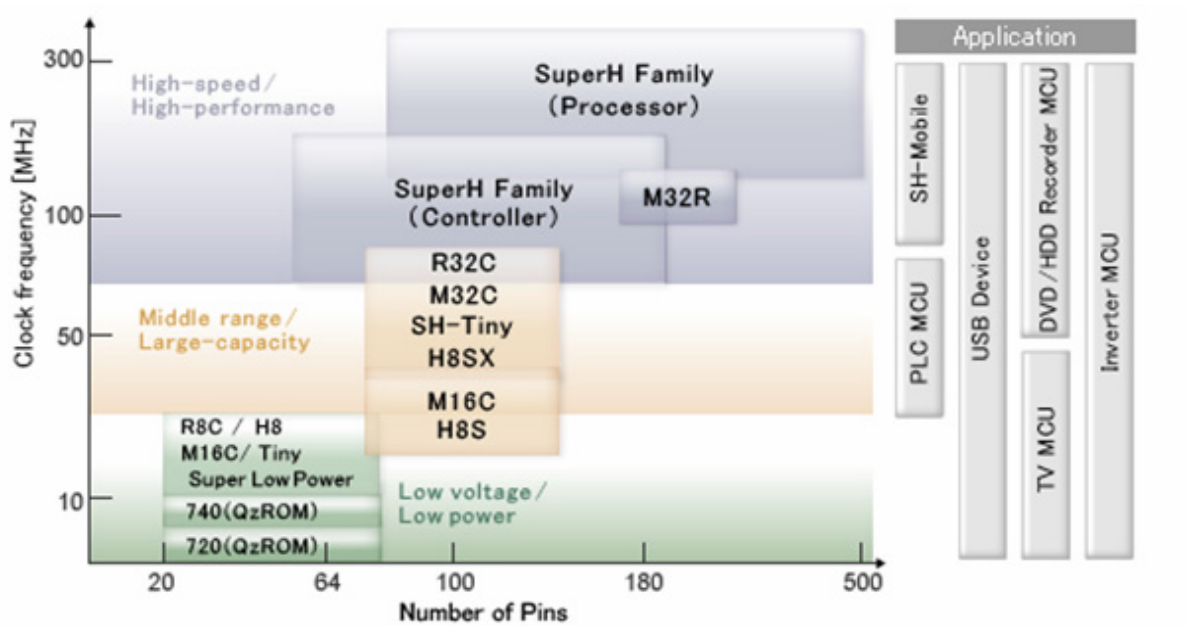 Application
300
High-speed/
High-performance
SuperH Family
(Processor)
SuperH Family
(Controller)
M32R
100
R32C
M32C
SH-Tiny
H8SX
Middle range/
Large-capacity
50
M16C
H8S
R8C / H8
M16C/ Tiny
Super Low Power
10
740(QzROM)
720(QzROM)
Low voltage/
Low power
Clock frequency [MHz]
20
64
100
180
500
Number of Pins
SH-Mobile
PLC MCU
USB Device
DVD/HDD Recorder MCU
TV MCU
Inverter MCU